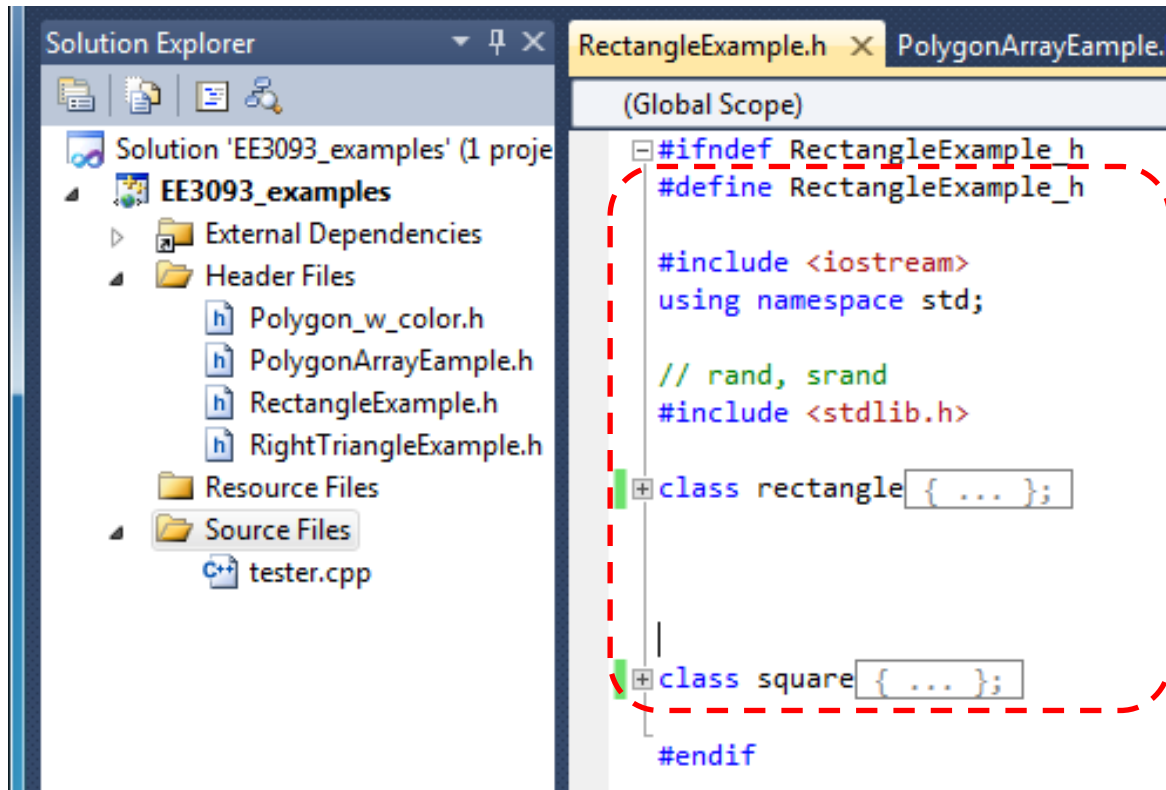 Solution Explorer
Solution 'EE3093_examples' (1 proje
EE3093_examples
External Dependencies
Header Files
Polygon_w_color.h
PolygonArrayEample.h
RectangleExample.h
RightTriangleExample.h
Resource Files
Source Files
tester.cpp
RectangleExample.h PolygonArrayEample.
(Global Scope)
#ifndef RectangleExample_h
#define RectangleExample_h
#include <iostream>
using namespace std;
// rand, srand
#include <stdlib.h>
class rectangle{ ... };
class square{ ... };
#endif